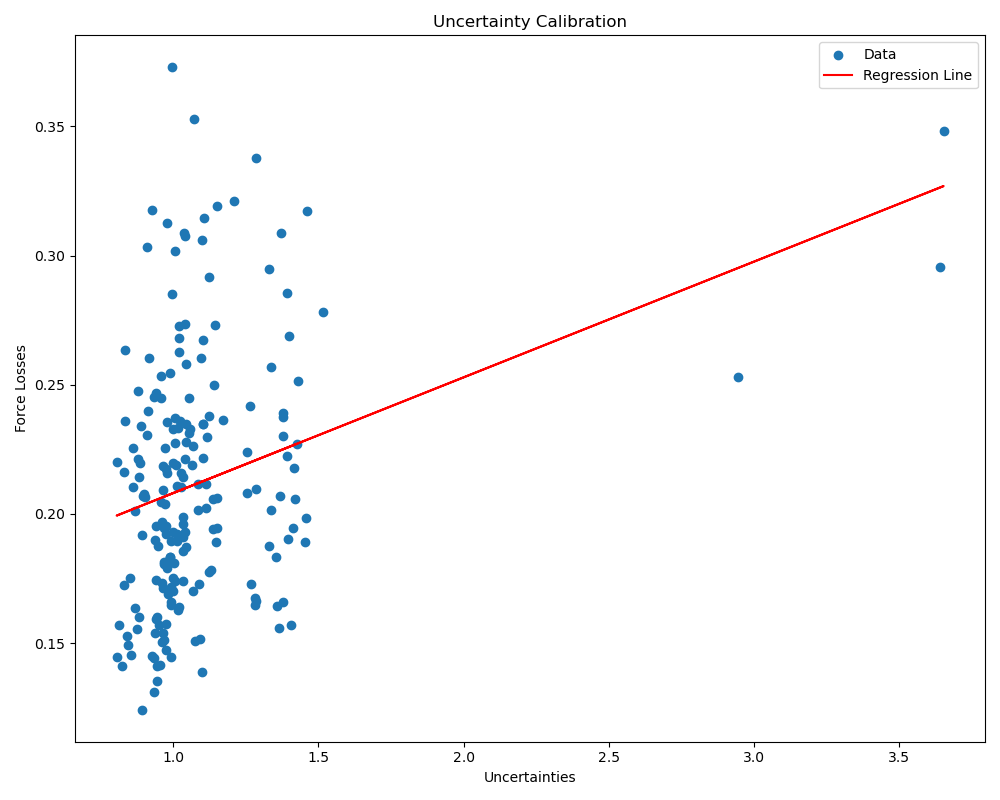 Uncertainty Calibration
Data
Regression Line
Force Losses
0.35
0.30
0.25
0.20
0.15
1.0
1.5
2.0
2.5
3.0
3.5
Uncertainties